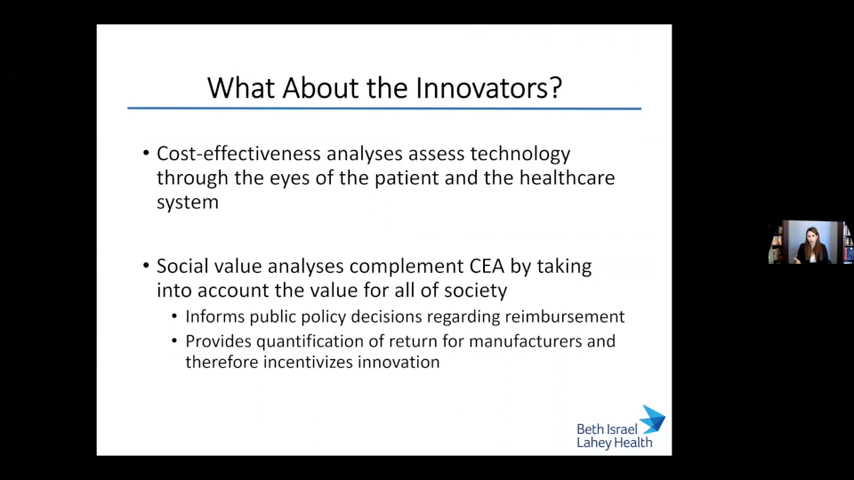 What About the Innovators?
• Cost-effectiveness analyses assess technology
through the eyes of the patient and the healthcare
system
• Social value analyses complement CEA by taking
into account the value for all of society
• Informs public policy decisions regarding reimbursement
• Provides quantification of return for manufacturers and
therefore incentivizes innovation
Beth Israel
Lahey Health